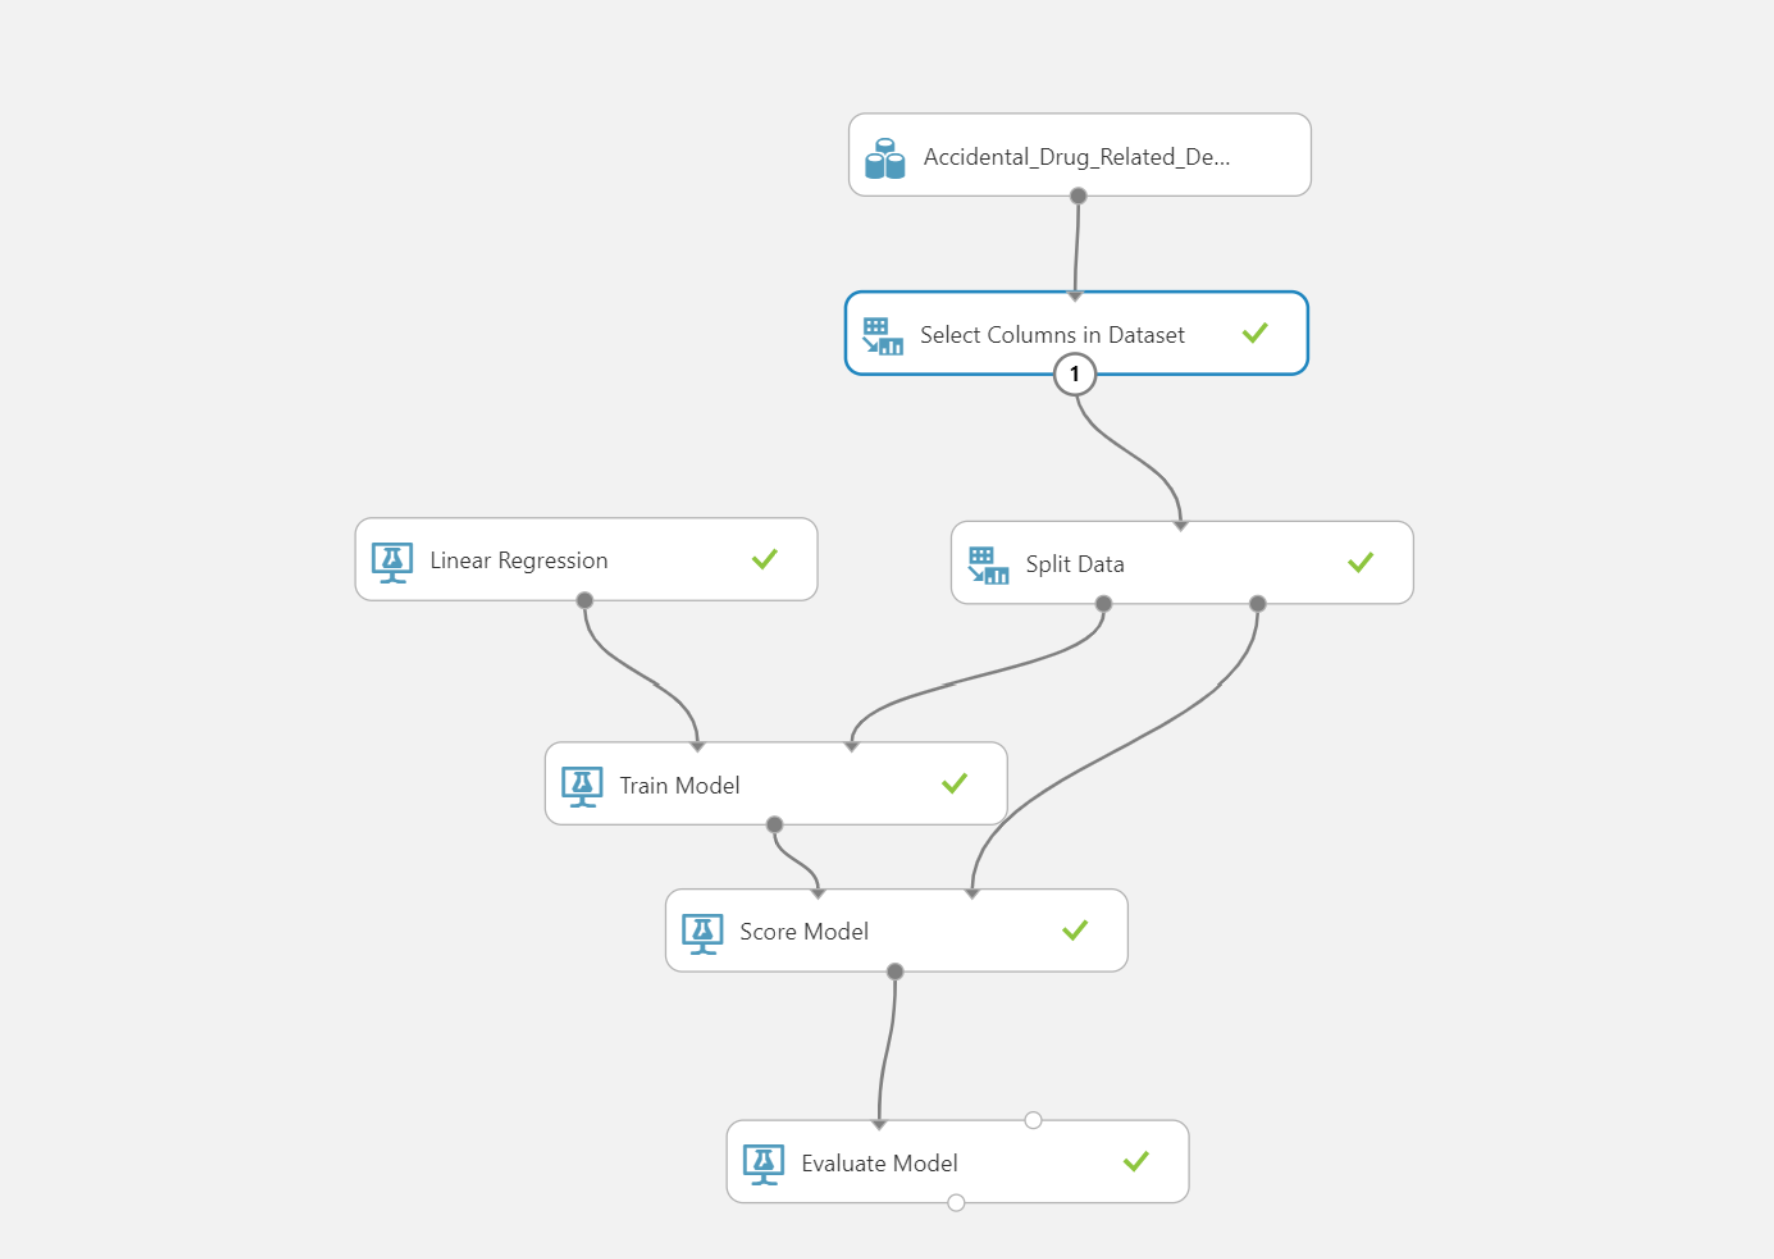 Accidental_Drug_Related_De...
Select Columns in Dataset
1
Linear Regression
Split Data
Train Model
Score Model
Evaluate Model